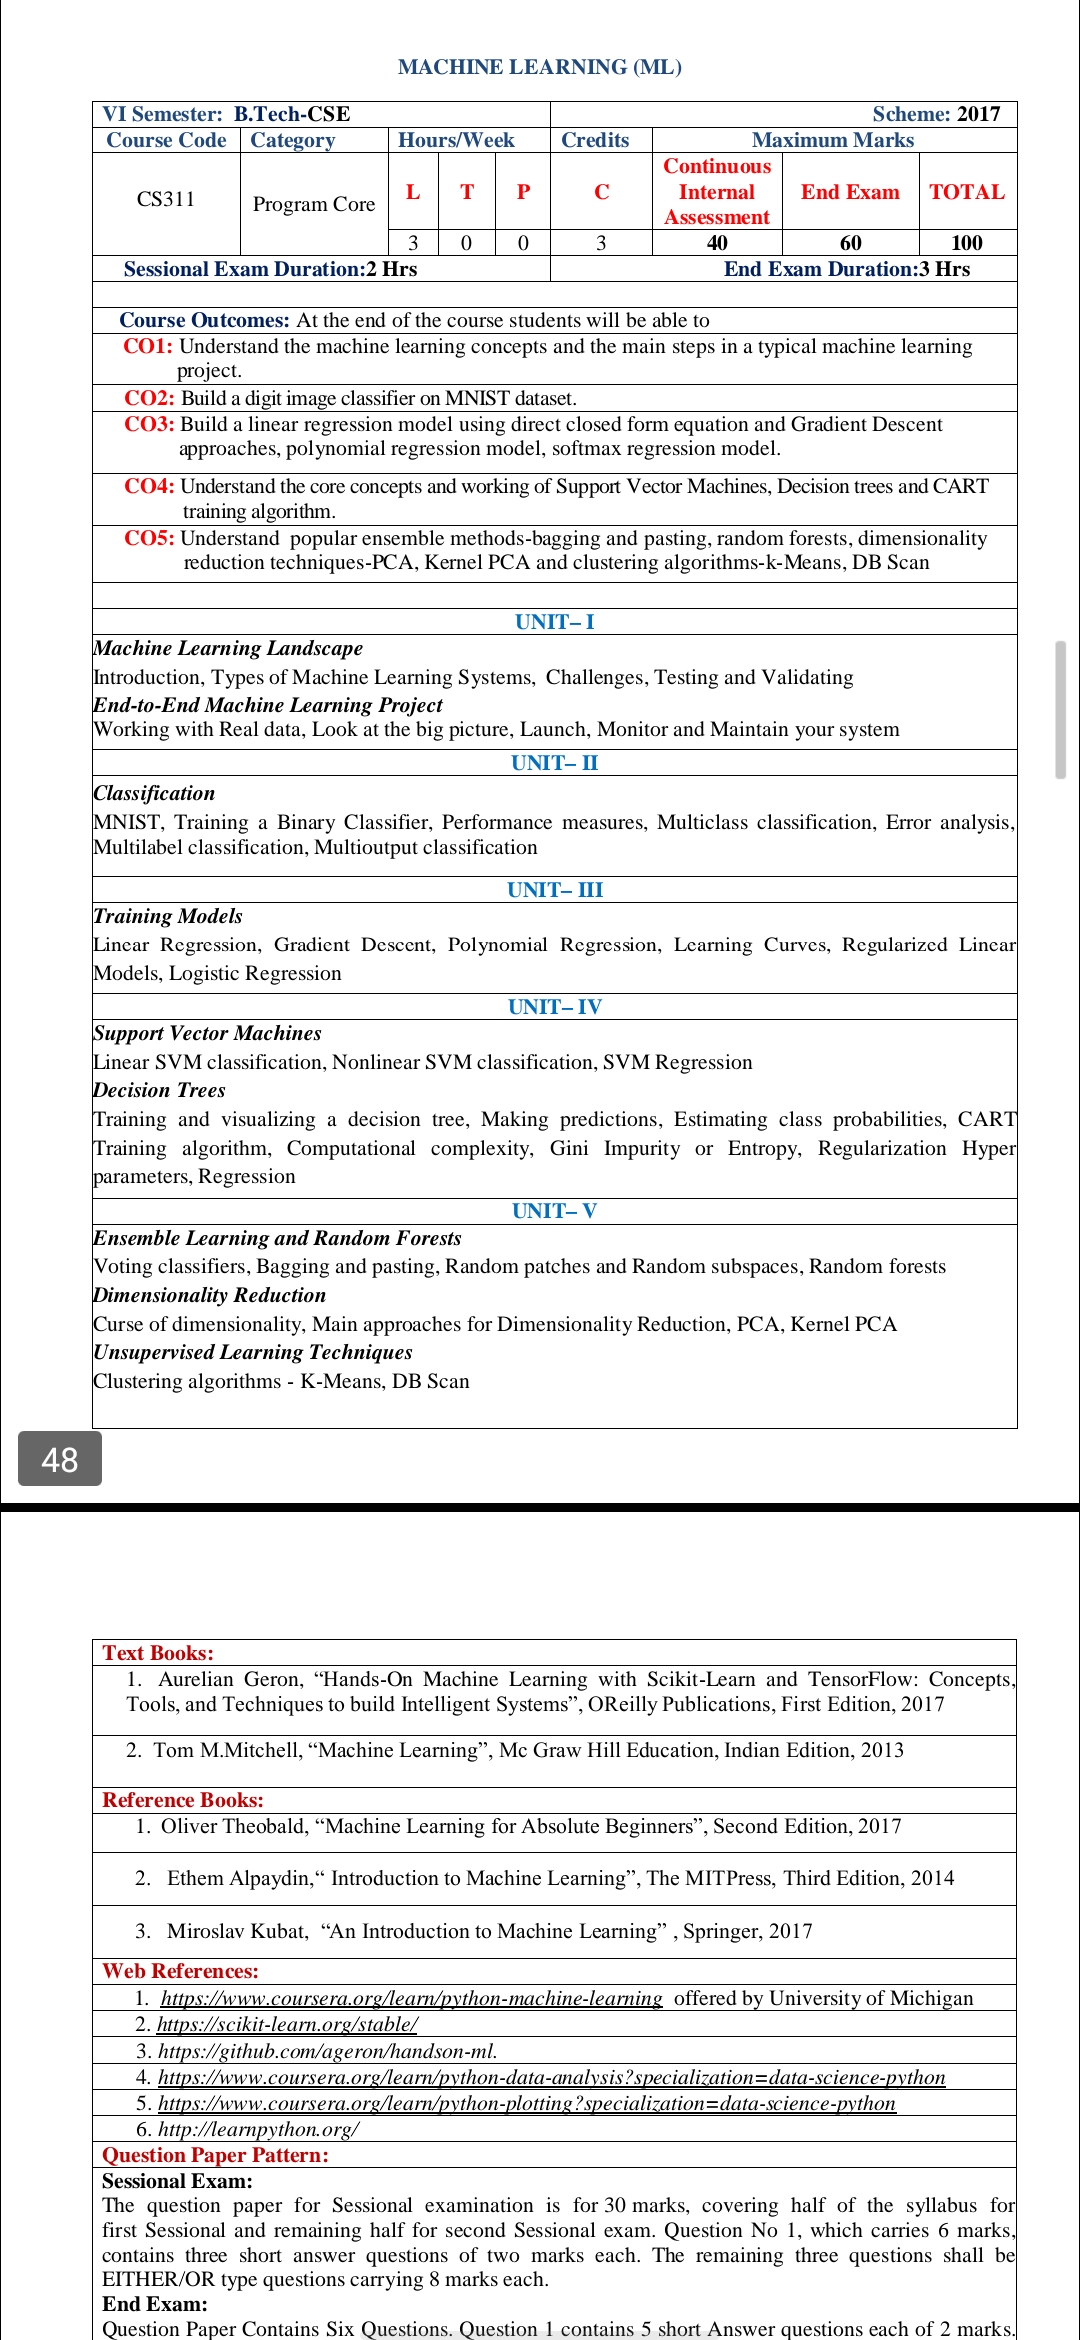 MACHINE LEARNING (ML)
VI Semester: B.Tech-CSE Scheme: 2017
Course Code Category Hours/Week Credits Maximum Marks
CS311 Program Core L T P C Continuous Internal Assessment End Exam TOTAL
3 0 0 3 40 60 100
Sessional Exam Duration:2 Hrs End Exam Duration:3 Hrs
Course Outcomes: At the end of the course students will be able to
CO1: Understand the machine learning concepts and the main steps in a typical machine learning
project.
CO2: Build a digit image classifier on MNIST dataset.
CO3: Build a linear regression model using direct closed form equation and Gradient Descent
approaches, polynomial regression model, softmax regression model.
CO4: Understand the core concepts and working of Support Vector Machines, Decision trees and CART
training algorithm.
CO5: Understand popular ensemble methods-bagging and pasting, random forests, dimensionality
reduction techniques-PCA, Kernel PCA and clustering algorithms-k-Means, DB Scan
UNIT– I
Machine Learning Landscape
Introduction, Types of Machine Learning Systems, Challenges, Testing and Validating
End-to-End Machine Learning Project
Working with Real data, Look at the big picture, Launch, Monitor and Maintain your system
UNIT– II
Classification
MNIST, Training a Binary Classifier, Performance measures, Multiclass classification, Error analysis,
Multilabel classification, Multioutput classification
UNIT– III
Training Models
Linear Regression, Gradient Descent, Polynomial Regression, Learning Curves, Regularized Linear
Models, Logistic Regression
UNIT– IV
Support Vector Machines
Linear SVM classification, Nonlinear SVM classification, SVM Regression
Decision Trees
Training and visualizing a decision tree, Making predictions, Estimating class probabilities, CART
Training algorithm, Computational complexity, Gini Impurity or Entropy, Regularization Hyper
parameters, Regression
UNIT– V
Ensemble Learning and Random Forests
Voting classifiers, Bagging and pasting, Random patches and Random subspaces, Random forests
Dimensionality Reduction
Curse of dimensionality, Main approaches for Dimensionality Reduction, PCA, Kernel PCA
Unsupervised Learning Techniques
Clustering algorithms - K-Means, DB Scan
48
Text Books:
1. Aurelian Geron, “Hands-On Machine Learning with Scikit-Learn and TensorFlow: Concepts,
Tools, and Techniques to build Intelligent Systems”, OReilly Publications, First Edition, 2017
2. Tom M.Mitchell, “Machine Learning”, Mc Graw Hill Education, Indian Edition, 2013
Reference Books:
1. Oliver Theobald, “Machine Learning for Absolute Beginners”, Second Edition, 2017
2. Ethem Alpaydin,“ Introduction to Machine Learning”, The MITPress, Third Edition, 2014
3. Miroslav Kubat, “An Introduction to Machine Learning” , Springer, 2017
Web References:
1. https://www.coursera.org/learn/python-machine-learning offered by University of Michigan
2. https://scikit-learn.org/stable/
3. https://github.com/ageron/handson-ml.
4. https://www.coursera.org/learn/python-data-analysis?specialization=data-science-python
5. https://www.coursera.org/learn/python-plotting?specialization=data-science-python
6. http://learnpython.org/
Question Paper Pattern:
Sessional Exam:
The question paper for Sessional examination is for 30 marks, covering half of the syllabus for
first Sessional and remaining half for second Sessional exam. Question No 1, which carries 6 marks,
contains three short answer questions of two marks each. The remaining three questions shall be
EITHER/OR type questions carrying 8 marks each.
End Exam:
Question Paper Contains Six Questions. Question 1 contains 5 short Answer questions each of 2 marks.